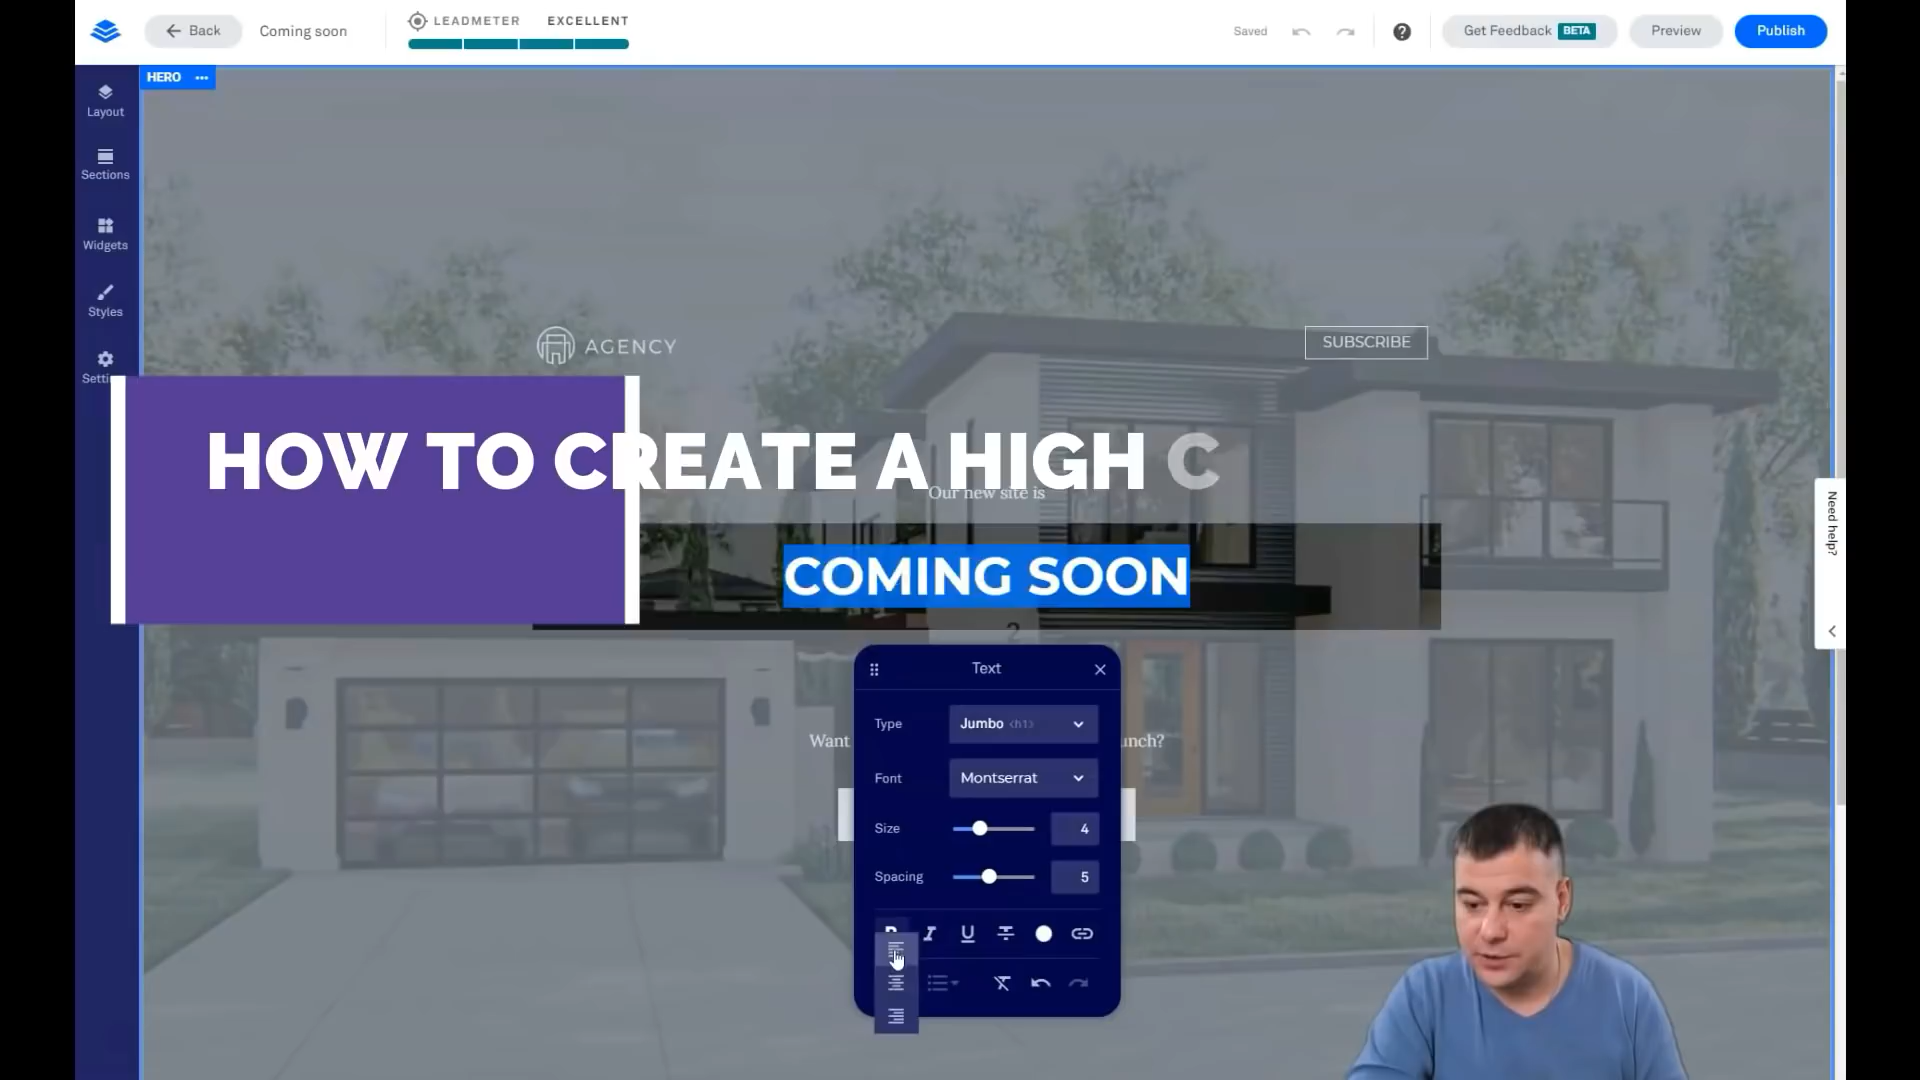 Back
Coming soon
LEADMETER EXCELLENT
Saved
?
Get Feedback BETA
Preview
Publish
HERO ...
Layout
Sections
Widgets
Styles
AGENCY
SUBSCRIBE
HOW TO CREATE A HIGH C
Our new site is
COMING SOON
Need help?
Text
Type
Jumbo <h1>
Want
Font
Montserrat
Size
4
Spacing
5